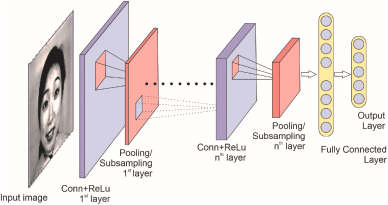 Input image
Conn+ReLu
1st layer
Pooling/
Subsampling
1st layer
Conn+ReLu
nth layer
Pooling/
Subsampling
nth layer
Fully Connected
Layer
Output
Layer